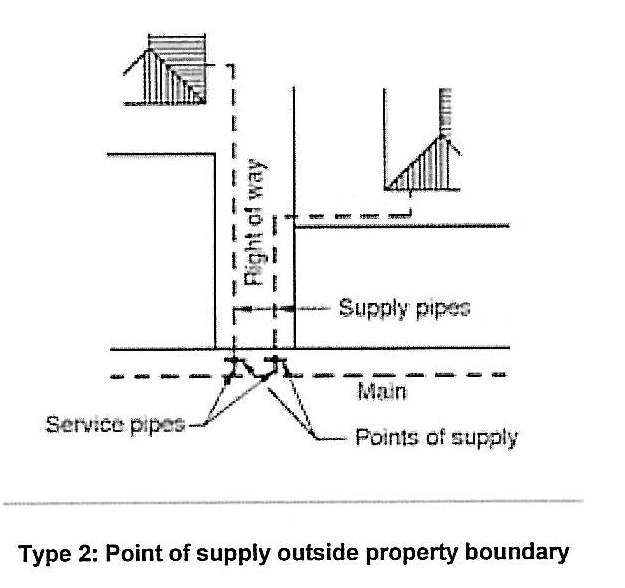 Right of way
Supply pipes
Main
Service pipes
Points of supply
Type 2: Point of supply outside property boundary